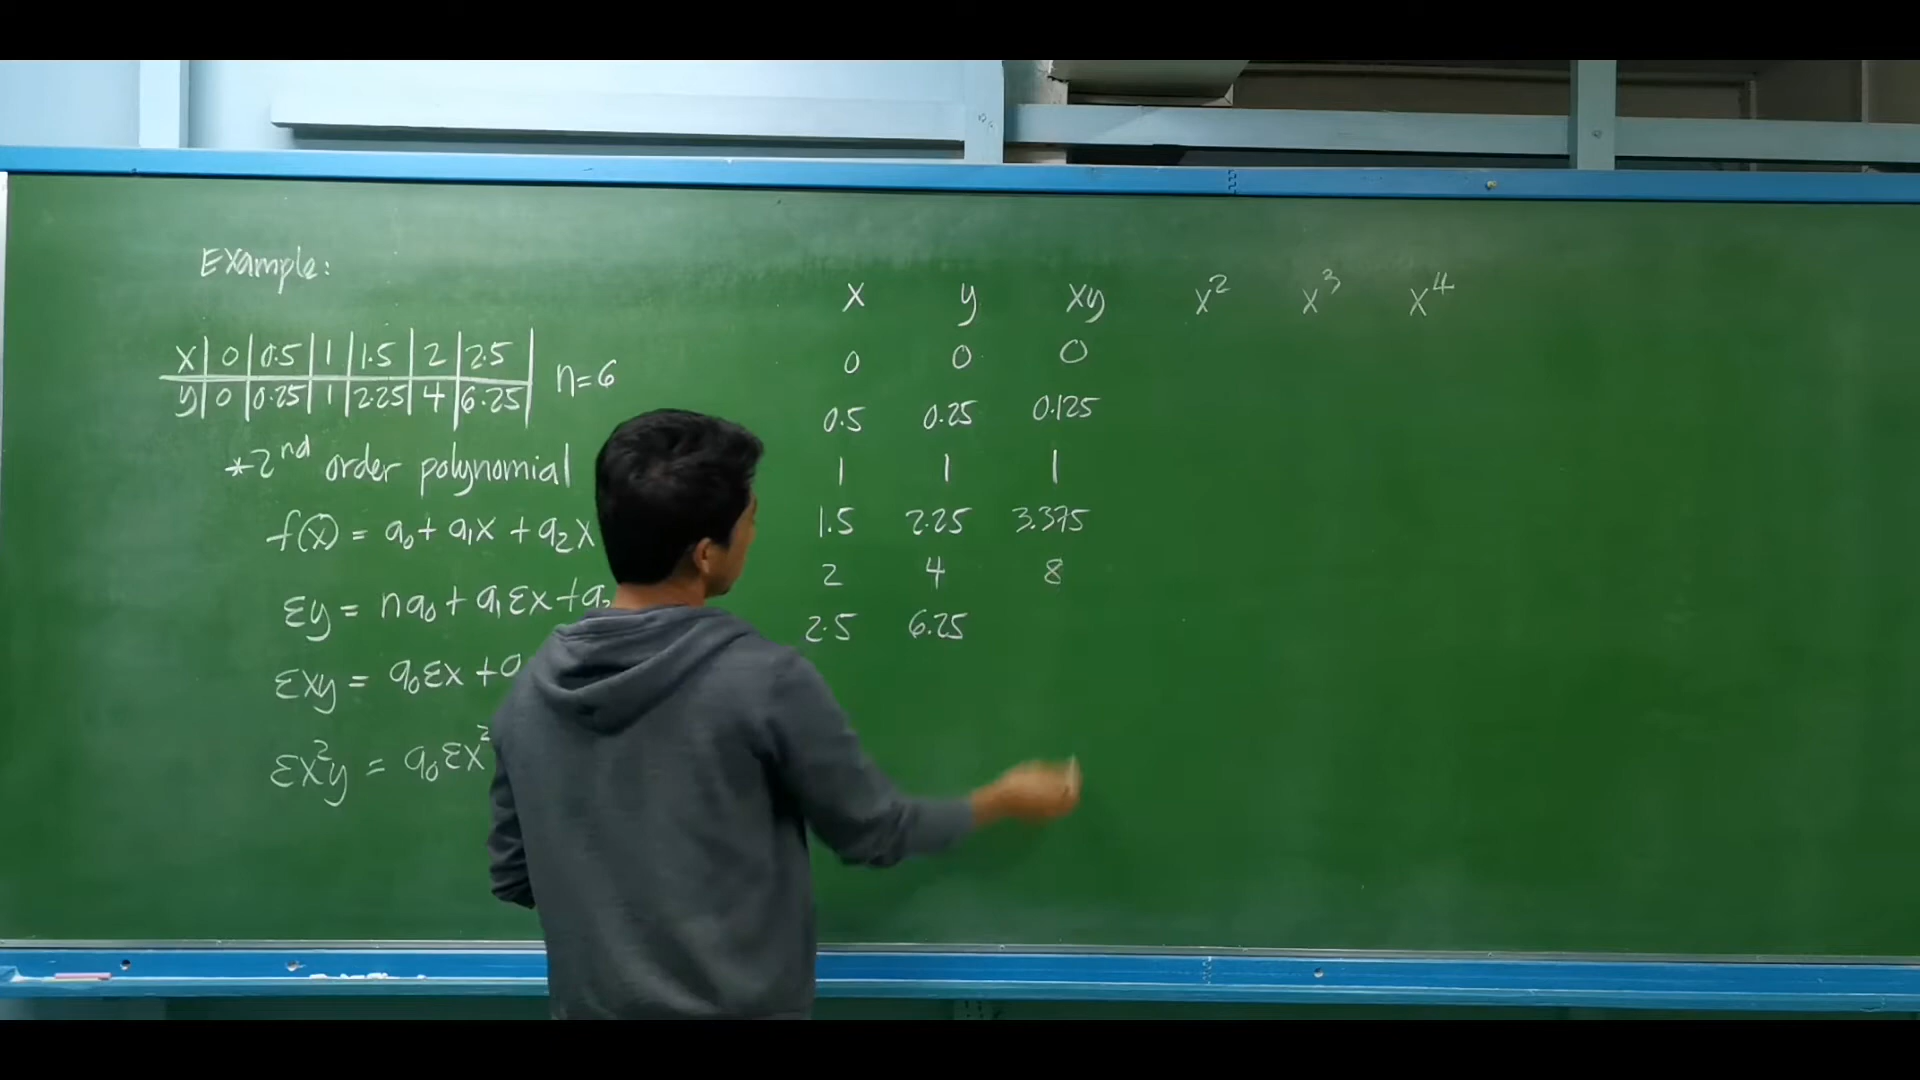 Example:
x | 0 | 0.5 | 1 | 1.5 | 2 | 2.5 |
y | 0 | 0.25 | 1 | 2.25 | 4 | 6.25 |
n=6
*2nd order polynomial
f(x) = a₀ + a₁x + a₂x
Σy = na₀ + a₁Σx + a₂
Σxy = a₀Σx + a
Σx²y = a₀Σx²
x y xy x² x³ x⁴
0 0 0
0.5 0.25 0.125
1 1 1
1.5 2.25 3.375
2 4 8
2.5 6.25